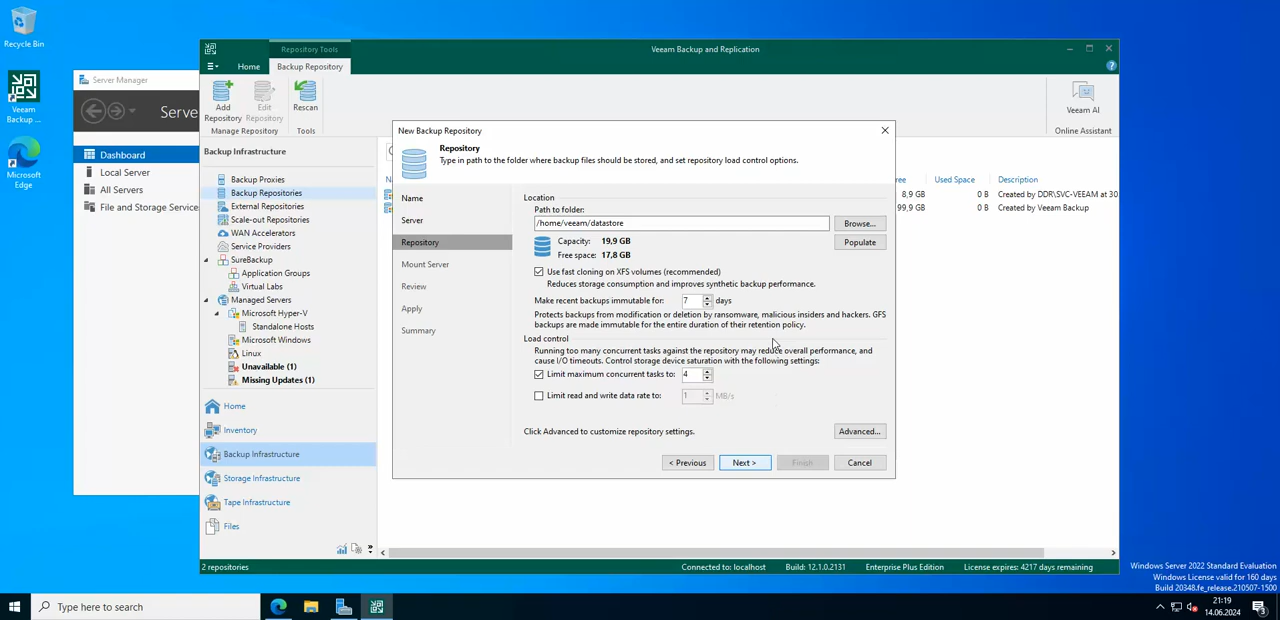 Recycle Bin
Veeam
Backup ...
Microsoft
Edge
Server Manager
Serve
Dashboard
Local Server
All Servers
File and Storage Service
Repository Tools
Veeam Backup and Replication
Home
Backup Repository
Add
Repository
Edit
Repository
Rescan
Manage Repository
Tools
Veeam AI
Online Assistant
Backup Infrastructure
Backup Proxies
Backup Repositories
External Repositories
Scale-out Repositories
WAN Accelerators
Service Providers
SureBackup
Application Groups
Virtual Labs
Managed Servers
Microsoft Hyper-V
Standalone Hosts
Microsoft Windows
Linux
Unavailable (1)
Missing Updates (1)
Home
Inventory
Backup Infrastructure
Storage Infrastructure
Tape Infrastructure
Files
ree
Used Space
Description
8,9 GB
0 B
Created by DDR\SVC-VEEAM at 30
99,9 GB
0 B
Created by Veeam Backup
New Backup Repository
Repository
Type in path to the folder where backup files should be stored, and set repository load control options.
Name
Server
Repository
Mount Server
Review
Apply
Summary
Location
Path to folder:
/home/veeam/datastore
Browse...
Capacity: 19,9 GB
Free space: 17,8 GB
Populate
Use fast cloning on XFS volumes (recommended)
Reduces storage consumption and improves synthetic backup performance.
Make recent backups immutable for: 7 days
Protects backups from modification or deletion by ransomware, malicious insiders and hackers. GFS
backups are made immutable for the entire duration of their retention policy.
Load control
Running too many concurrent tasks against the repository may reduce overall performance, and
cause I/O timeouts. Control storage device saturation with the following settings:
Limit maximum concurrent tasks to: 4
Limit read and write data rate to: 1 MB/s
Click Advanced to customize repository settings.
Advanced...
< Previous
Next >
Finish
Cancel
2 repositories
Connected to: localhost
Build: 12.1.0.2131
Enterprise Plus Edition
License expires: 4217 days remaining
Windows Server 2022 Standard Evaluation
Windows License valid for 160 days
Build 20348.fe_release.210507-1500
Type here to search
21:19
14.06.2024
3